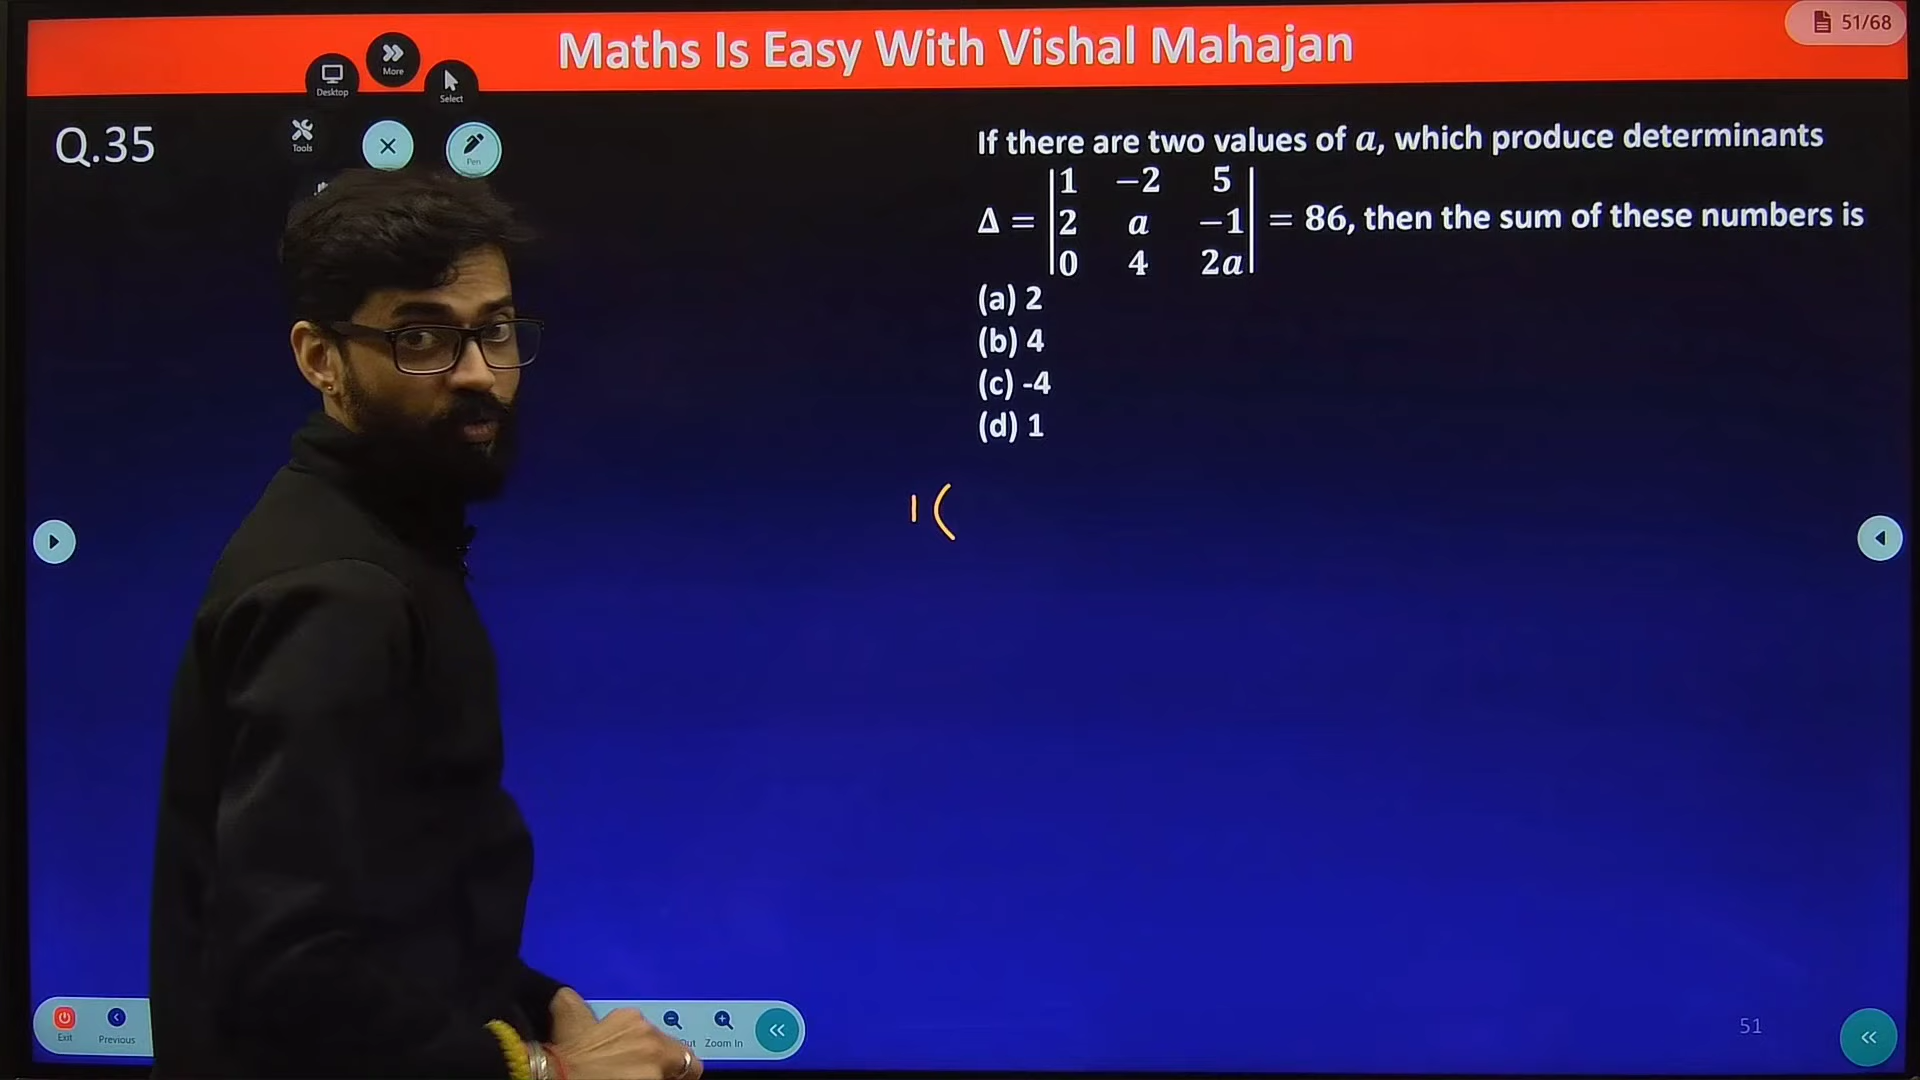 Maths Is Easy With Vishal Mahajan
51/68
More
Desktop
Select
Q.35
Tools
Pen
If there are two values of a, which produce determinants
Δ = |1 −2 5|
|2 a −1| = 86, then the sum of these numbers is
|0 4 2a|
(a) 2
(b) 4
(c) -4
(d) 1
1 (
Exit
Previous
Zoom In
51